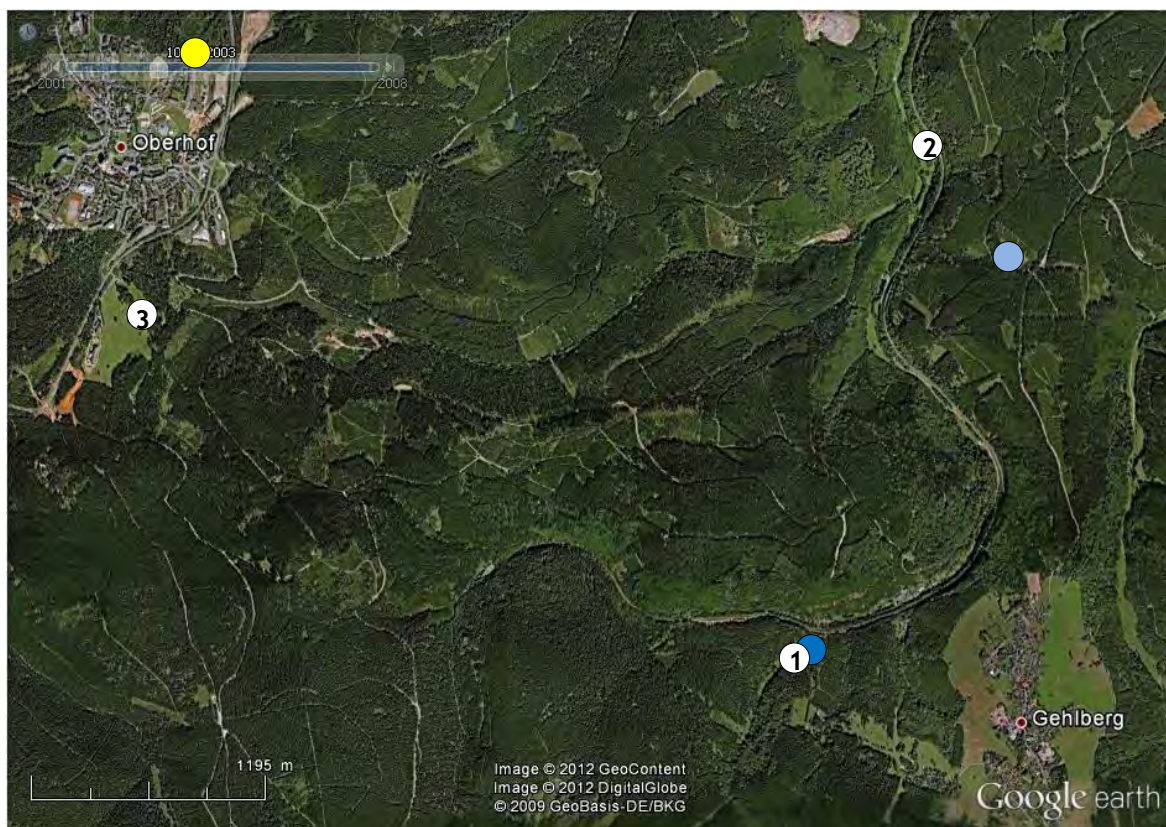 2003
2001
2008
Oberhof
2
3
1
Gehlberg
1195 m
Image © 2012 GeoContent
Image © 2012 DigitalGlobe
© 2009 GeoBasis-DE/BKG
Google earth